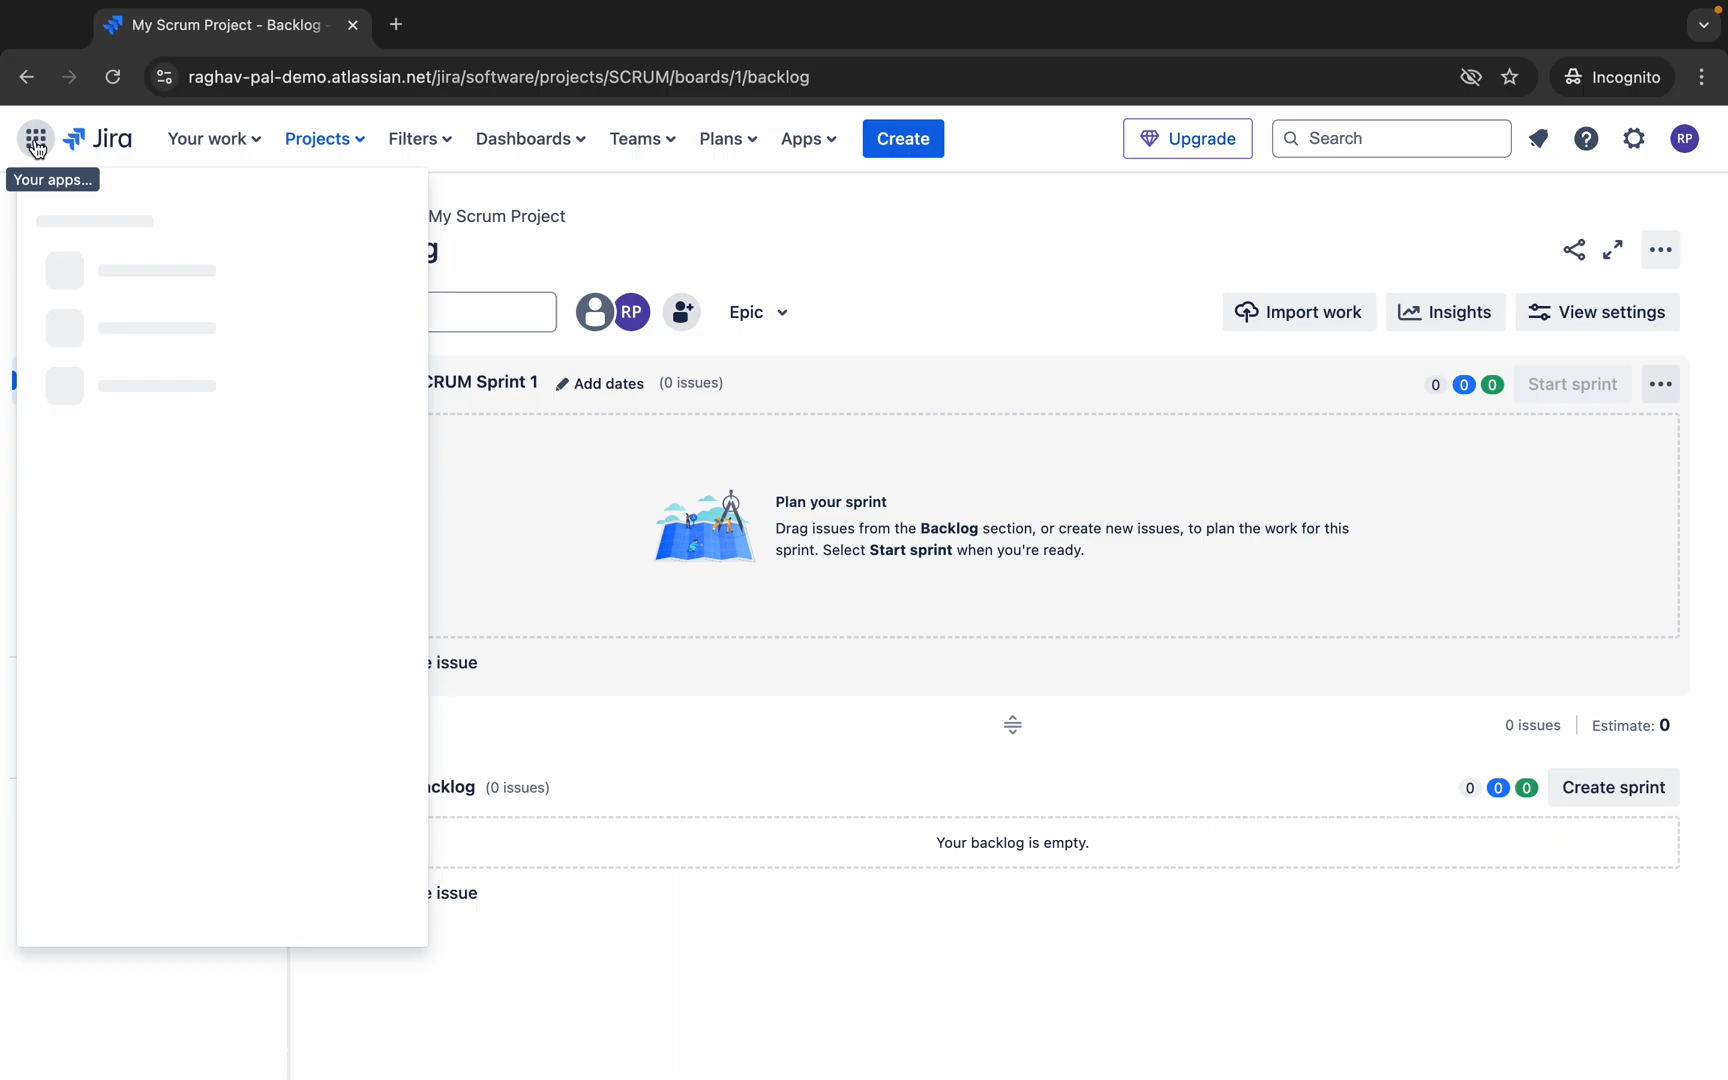 My Scrum Project - Backlog -
raghav-pal-demo.atlassian.net/jira/software/projects/SCRUM/boards/1/backlog
Incognito
Jira
Your work
Projects
Filters
Dashboards
Teams
Plans
Apps
Create
Upgrade
Search
RP
Your apps...
My Scrum Project
g
RP
Epic
Import work
Insights
View settings
CRUM Sprint 1
Add dates
(0 issues)
0 0 0
Start sprint
Plan your sprint
Drag issues from the Backlog section, or create new issues, to plan the work for this
sprint. Select Start sprint when you're ready.
e issue
0 issues
Estimate: 0
acklog (0 issues)
0 0 0
Create sprint
Your backlog is empty.
e issue